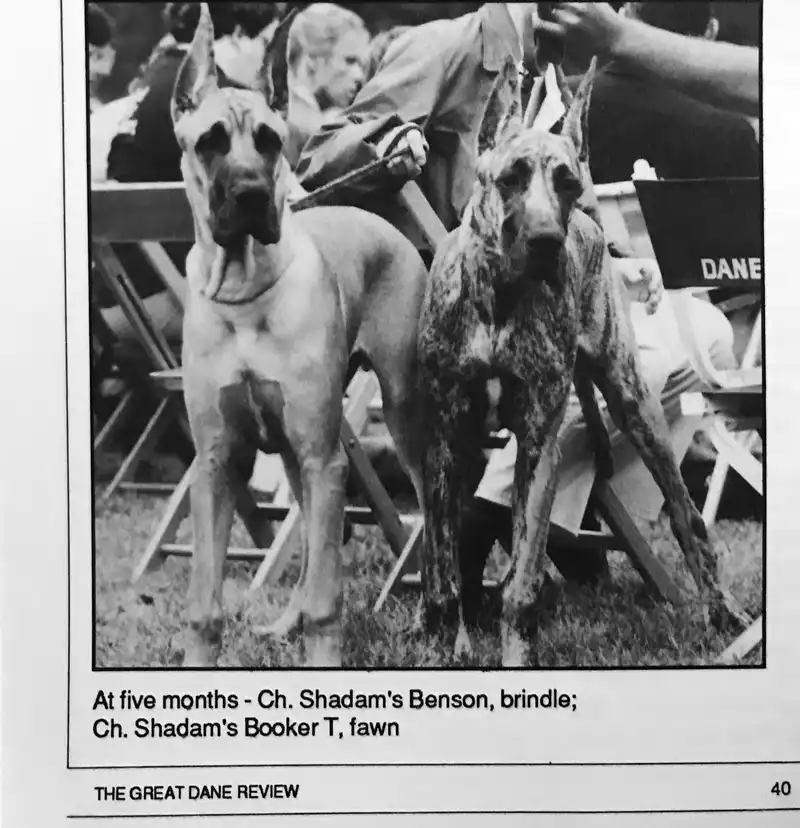 DANE
At five months - Ch. Shadam's Benson, brindle;
Ch. Shadam's Booker T, fawn
THE GREAT DANE REVIEW
40